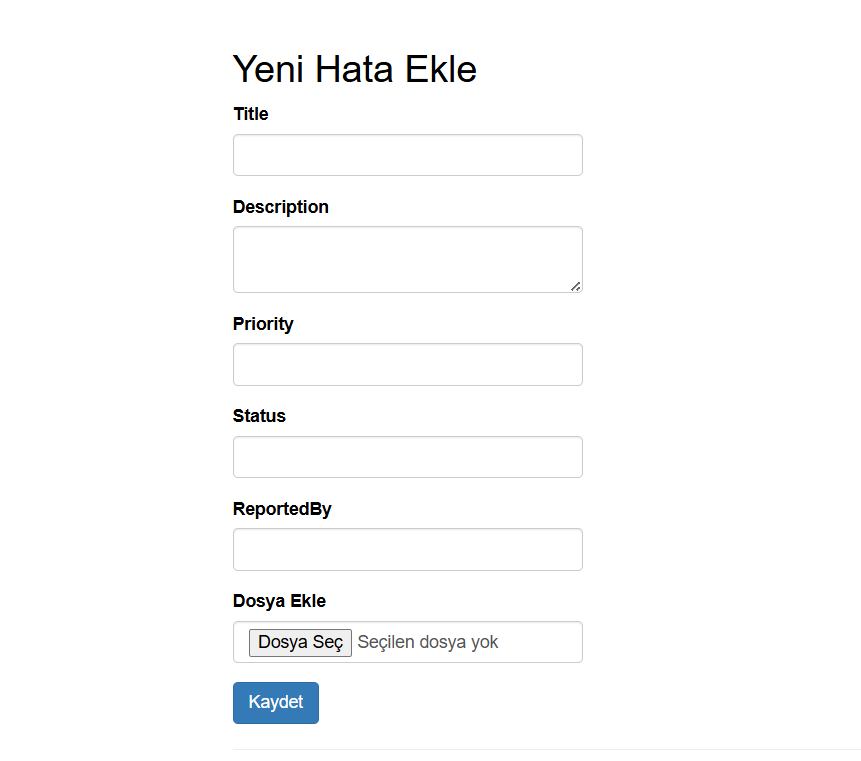 Yeni Hata Ekle
Title
Description
Priority
Status
ReportedBy
Dosya Ekle
Dosya Seç Seçilen dosya yok
Kaydet